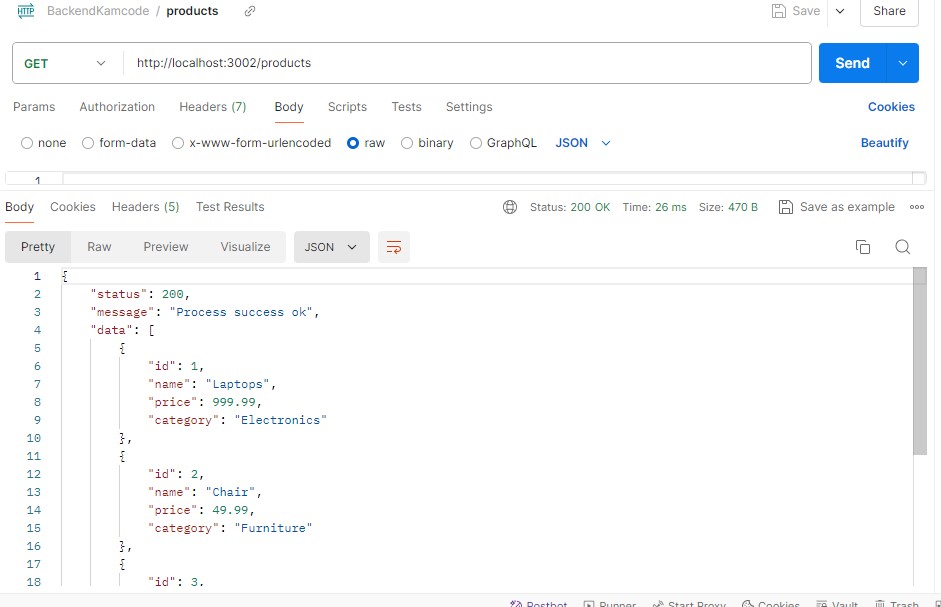 HTTP BackendKamcode / products Save Share
GET http://localhost:3002/products Send
Params Authorization Headers (7) Body Scripts Tests Settings Cookies
none form-data x-www-form-urlencoded raw binary GraphQL JSON Beautify
1
Body Cookies Headers (5) Test Results Status: 200 OK Time: 26 ms Size: 470 B Save as example
Pretty Raw Preview Visualize JSON
1 {
2 "status": 200,
3 "message": "Process success ok",
4 "data": [
5 {
6 "id": 1,
7 "name": "Laptops",
8 "price": 999.99,
9 "category": "Electronics"
10 },
11 {
12 "id": 2,
13 "name": "Chair",
14 "price": 49.99,
15 "category": "Furniture"
16 },
17 {
18 "id": 3,
Postbot Runner Start Proxy Cookies Vault Trash